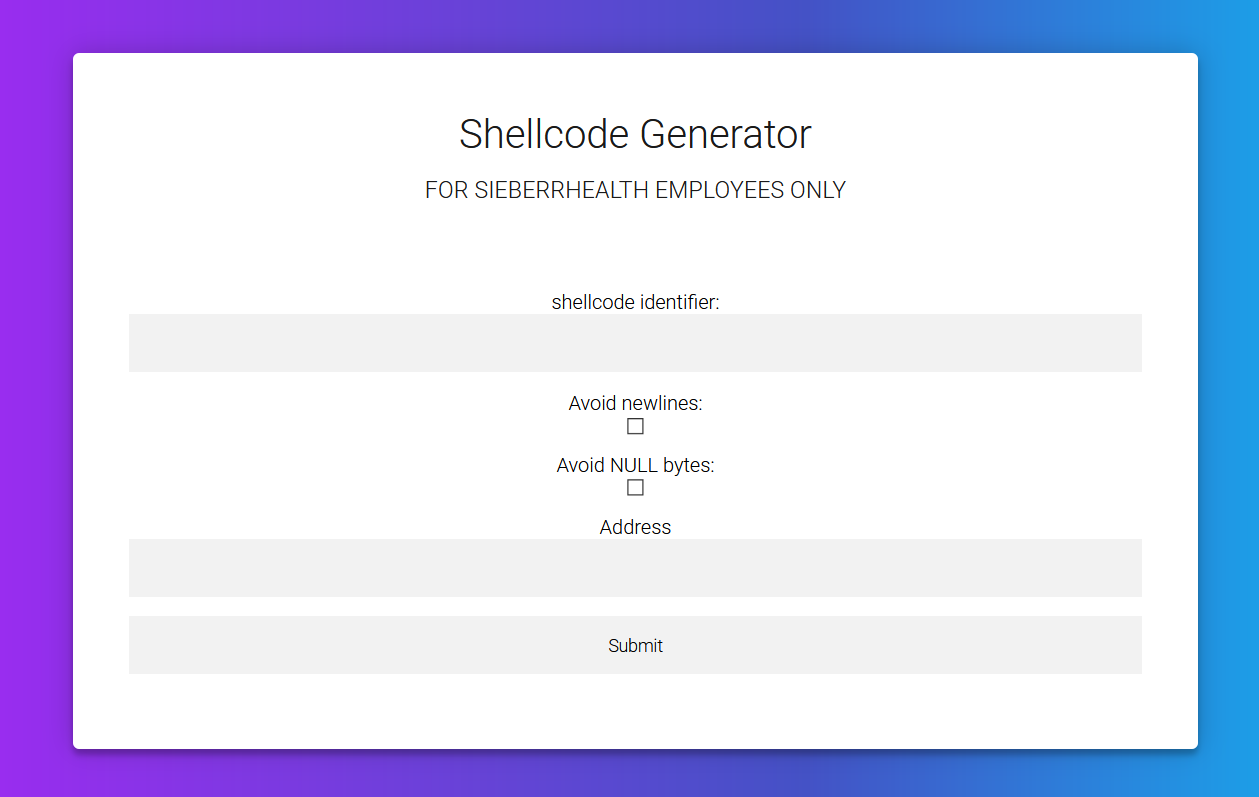 Shellcode Generator
FOR SIEBERRHEALTH EMPLOYEES ONLY
shellcode identifier:
Avoid newlines:
Avoid NULL bytes:
Address
Submit